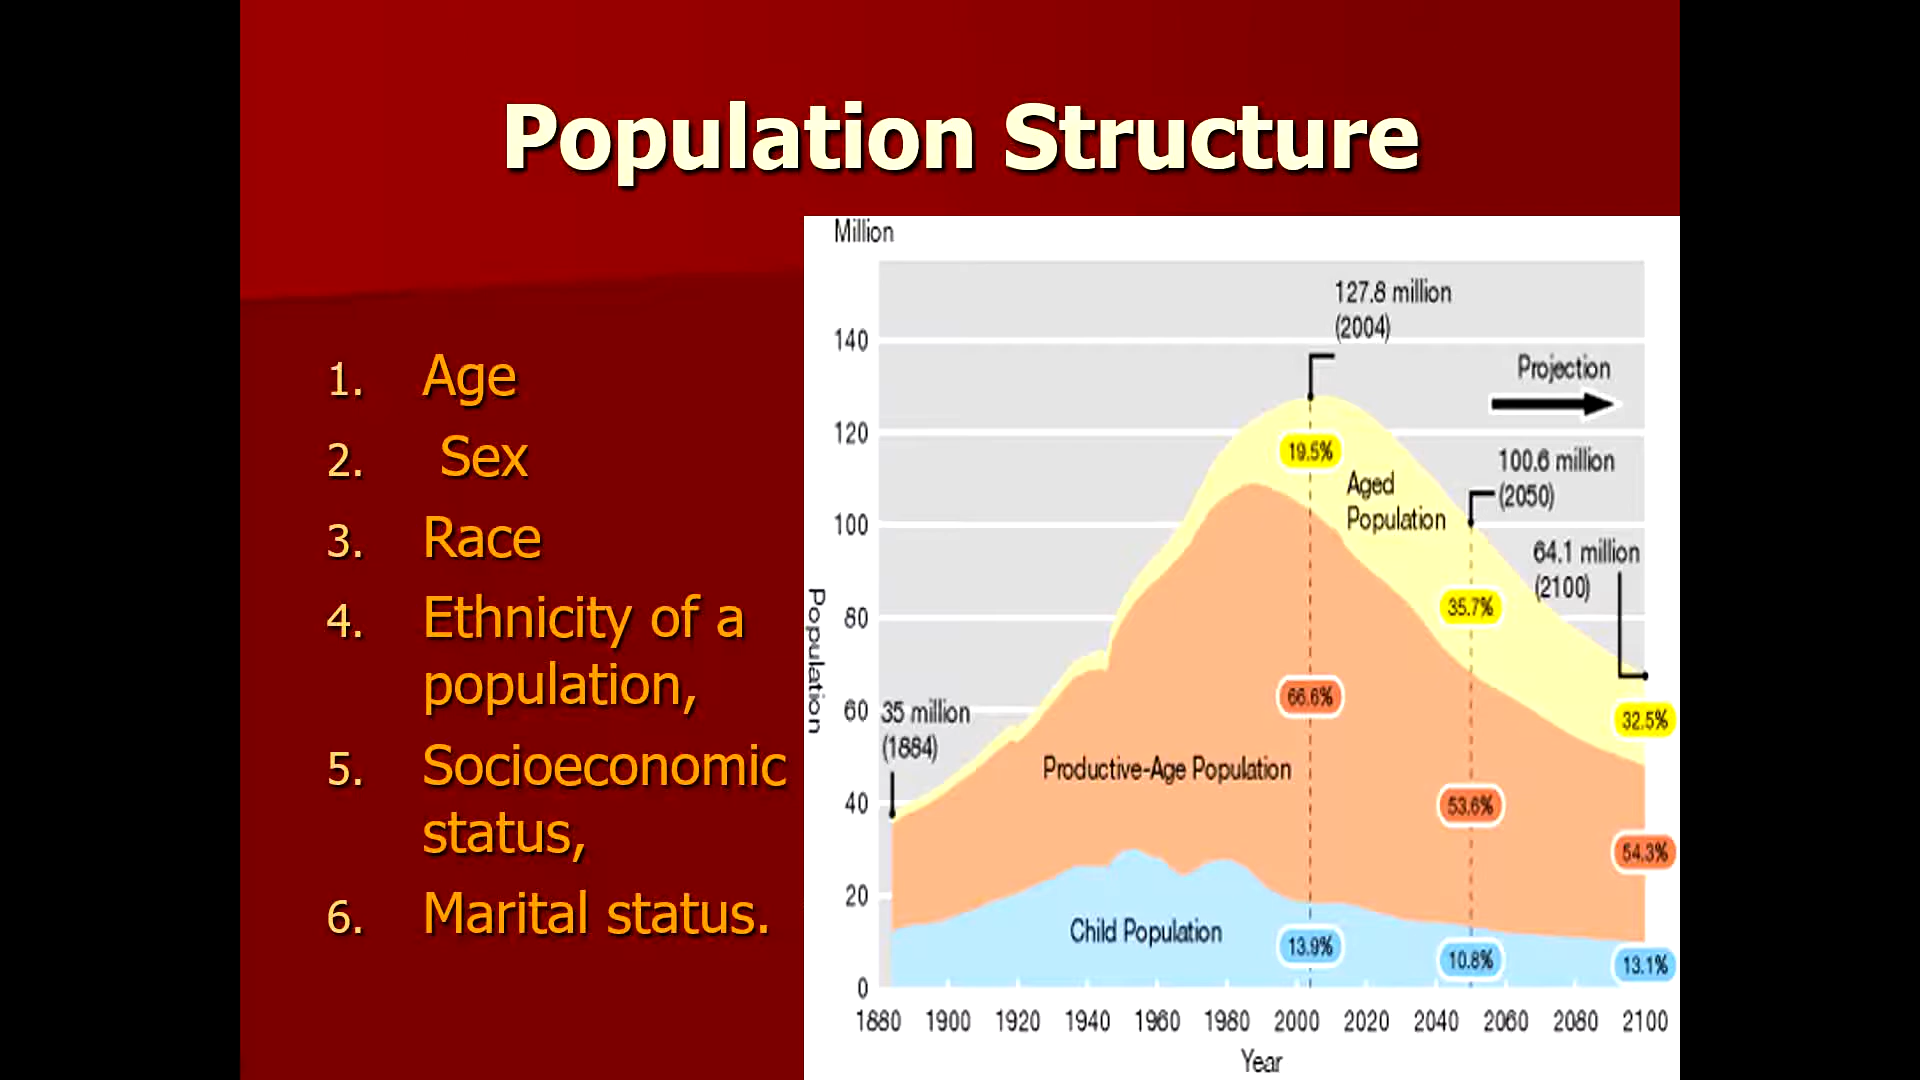 Population Structure
1. Age
2. Sex
3. Race
4. Ethnicity of a
population,
5. Socioeconomic
status,
6. Marital status.
Million
127.8 million
(2004)
140
Projection
120
19.5%
100.6 million
(2050)
Aged
Population
100
64.1 million
(2100)
35.7%
80
Population
66.6%
60
35 million
(1884)
32.5%
Productive-Age Population
40
53.6%
54.3%
20
Child Population
13.9%
10.8%
13.1%
0
1880 1900 1920 1940 1960 1980 2000 2020 2040 2060 2080 2100
Year